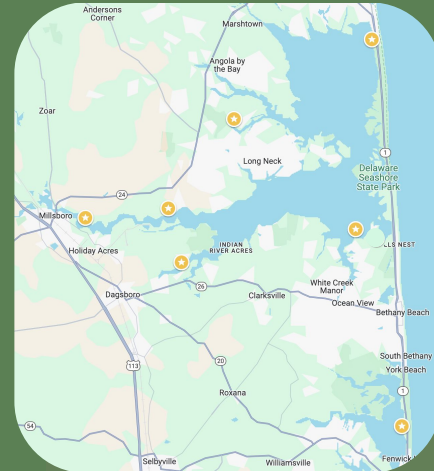 Andersons
Corner
Marshtown
Angola by
the Bay
Zoar
Long Neck
1
Delaware
Seashore
State Park
24
Millsboro
INDIAN
RIVER ACRES
LLS NEST
Holiday Acres
26
Dagsboro
Clarksville
White Creek
Manor
Ocean View
Bethany Beach
South Bethany
113
20
York Beach
Roxana
1
54
Selbyville
Williamsville
Fenwick